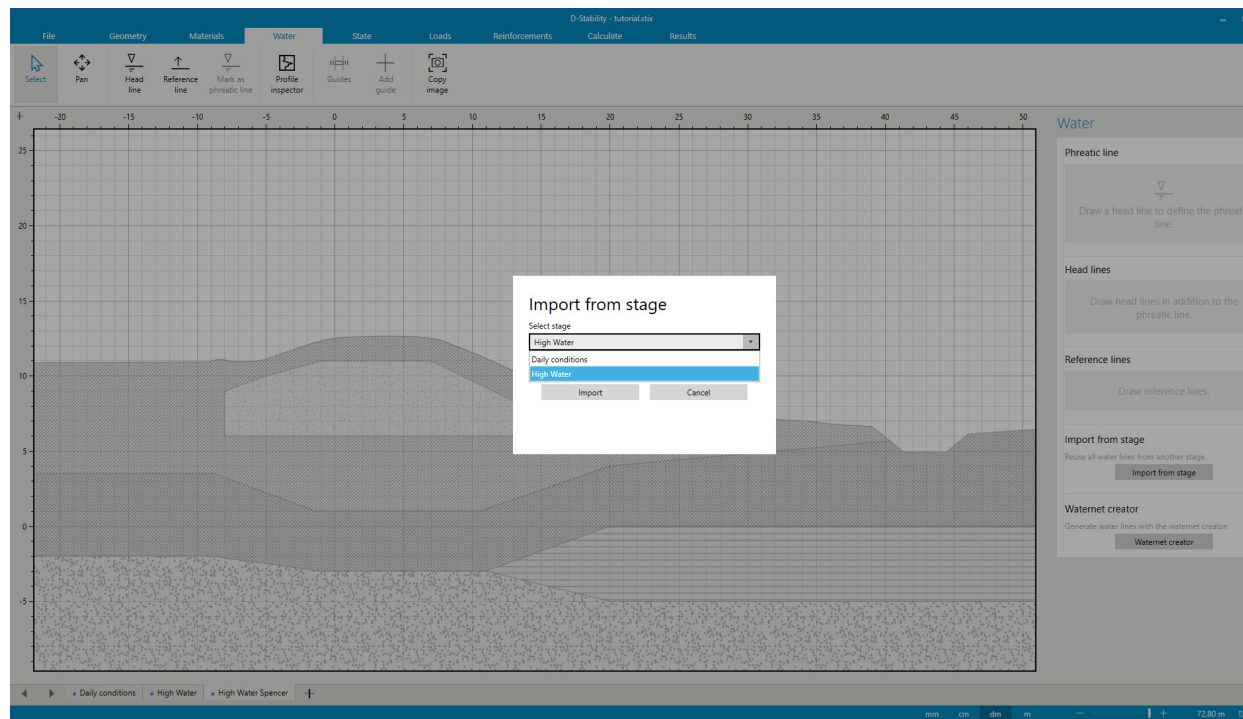 D-Stability - tutorial.stix
File Geometry Materials Water State Loads Reinforcements Calculate Results
Select Pan Head line Reference line Mark as phreatic line Profile inspector Guides Add guide Copy image
-20 -15 -10 -5 0 5 10 15 20 25 30 35 40 45 50
Water
Phreatic line
25
Draw a head line to define the phreat
line.
20
Head lines
15
Draw head lines in addition to the
phreatic line.
Import from stage
Select stage
High Water
Daily conditions
High Water
Import Cancel
Reference lines
10
Draw reference lines.
5
Import from stage
Reuse all water lines from another stage.
Import from stage
Waternet creator
0
Generate water lines with the waternet creator.
Waternet creator
-5
Daily conditions High Water High Water Spencer
mm cm dm m 72,80 m